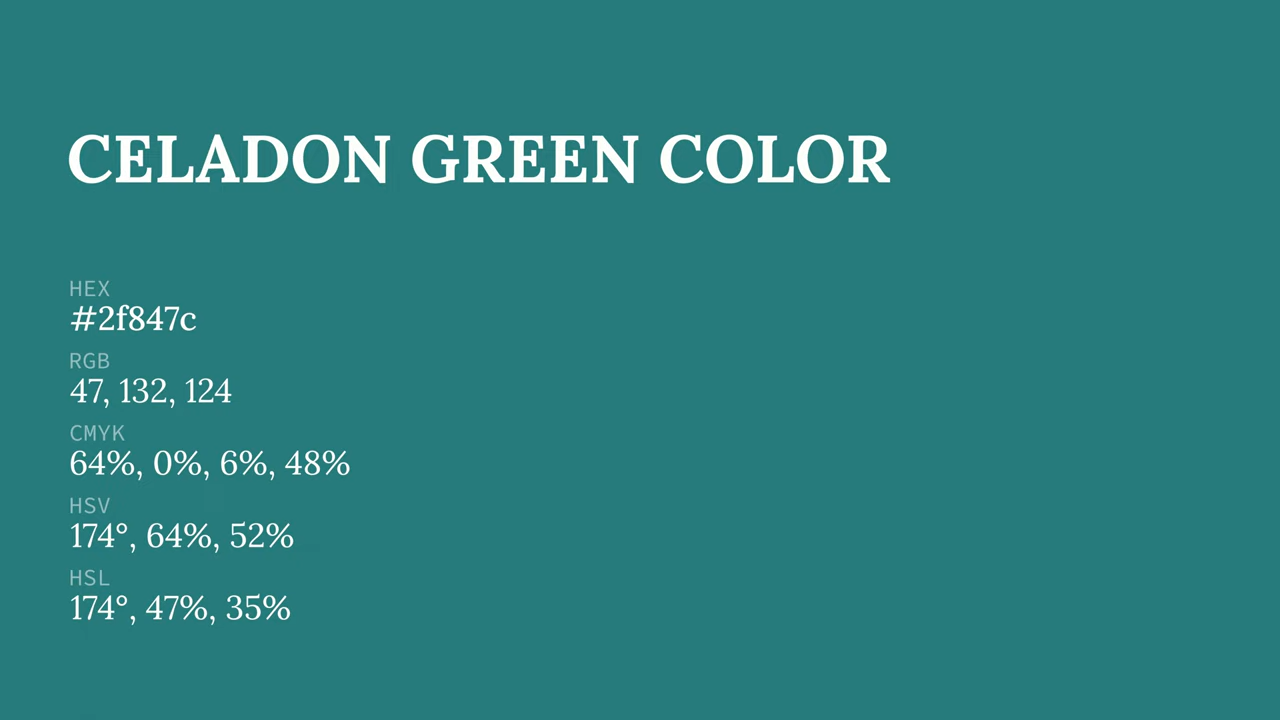 CELADON GREEN COLOR
HEX
#2f847c
RGB
47, 132, 124
CMYK
64%, 0%, 6%, 48%
HSV
174°, 64%, 52%
HSL
174°, 47%, 35%